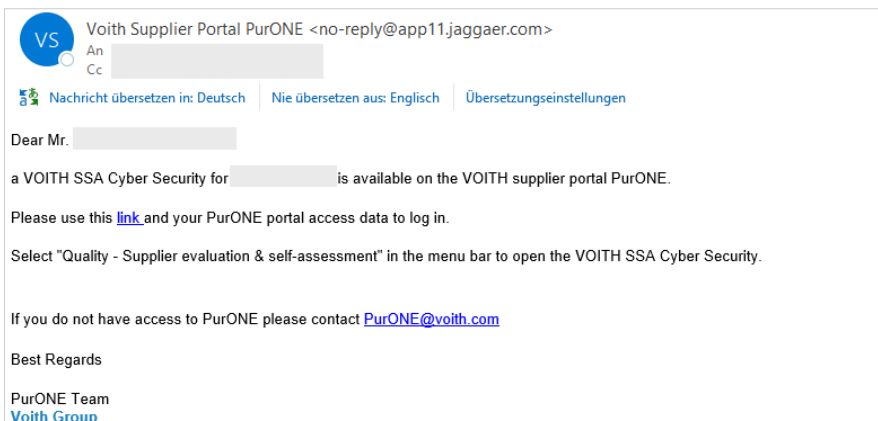 VS
Voith Supplier Portal PurONE <no-reply@app11.jaggaer.com>
An
Cc
Nachricht übersetzen in: Deutsch Nie übersetzen aus: Englisch Übersetzungseinstellungen
Dear Mr.
a VOITH SSA Cyber Security for is available on the VOITH supplier portal PurONE.
Please use this link and your PurONE portal access data to log in.
Select "Quality - Supplier evaluation & self-assessment" in the menu bar to open the VOITH SSA Cyber Security.
If you do not have access to PurONE please contact PurONE@voith.com
Best Regards
PurONE Team
Voith Group